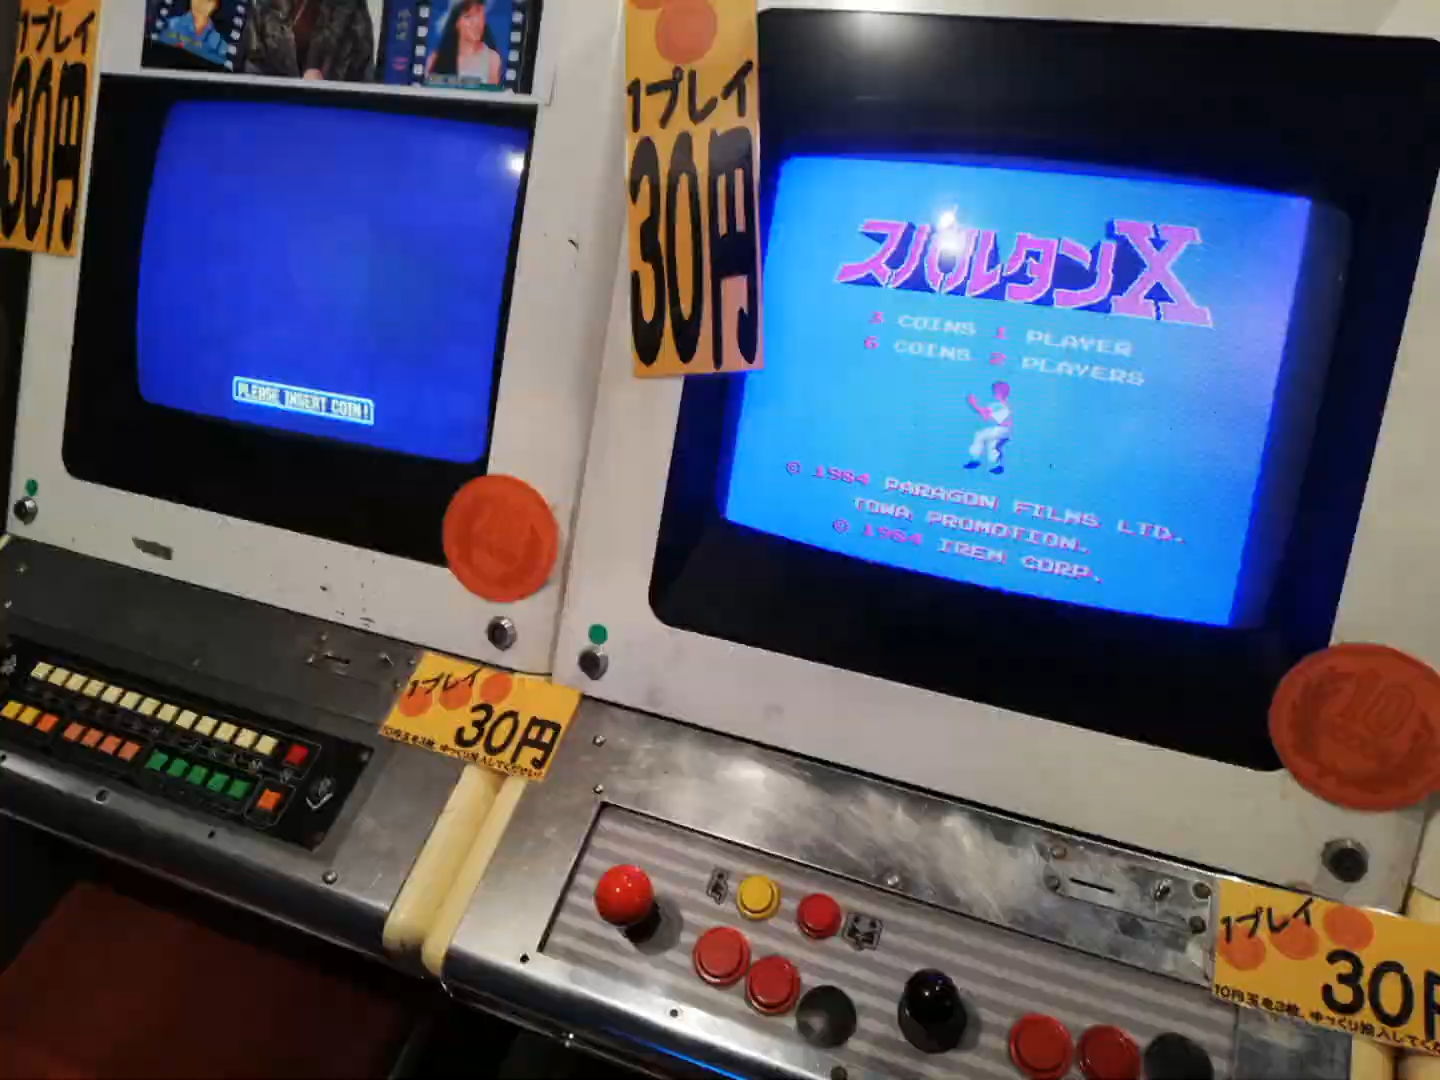 1プレイ
30円
PLEASE INSERT COIN!
1プレイ
30円
1プレイ
30円
スパルタンX
3 COINS 1 PLAYER
6 COINS 2 PLAYERS
© 1984 PARAGON FILMS LTD.
TOWA PROMOTION.
© 1984 IREM CORP.
10
1プレイ
30円